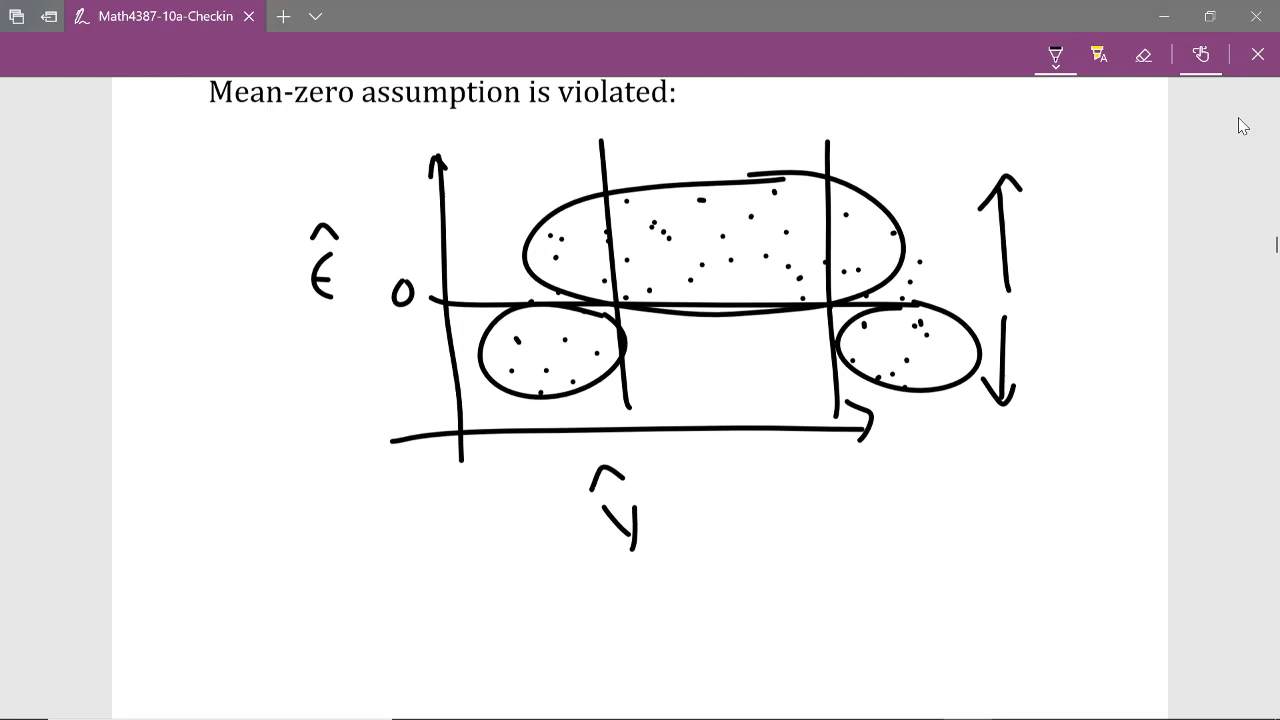 Math4387-10a-Checkin
Mean-zero assumption is violated:
ε̂
0
ŷ